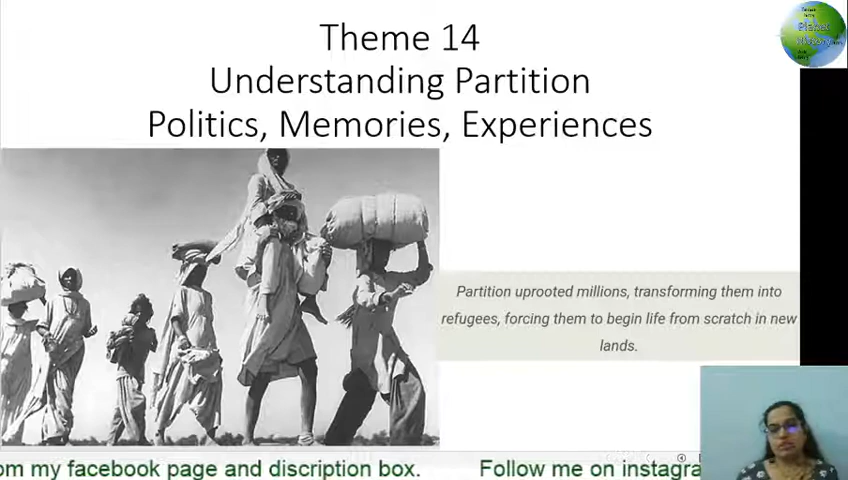 Theme 14
Understanding Partition
Politics, Memories, Experiences
Partition uprooted millions, transforming them into
refugees, forcing them to begin life from scratch in new
lands.
om my facebook page and discription box. Follow me on instagra